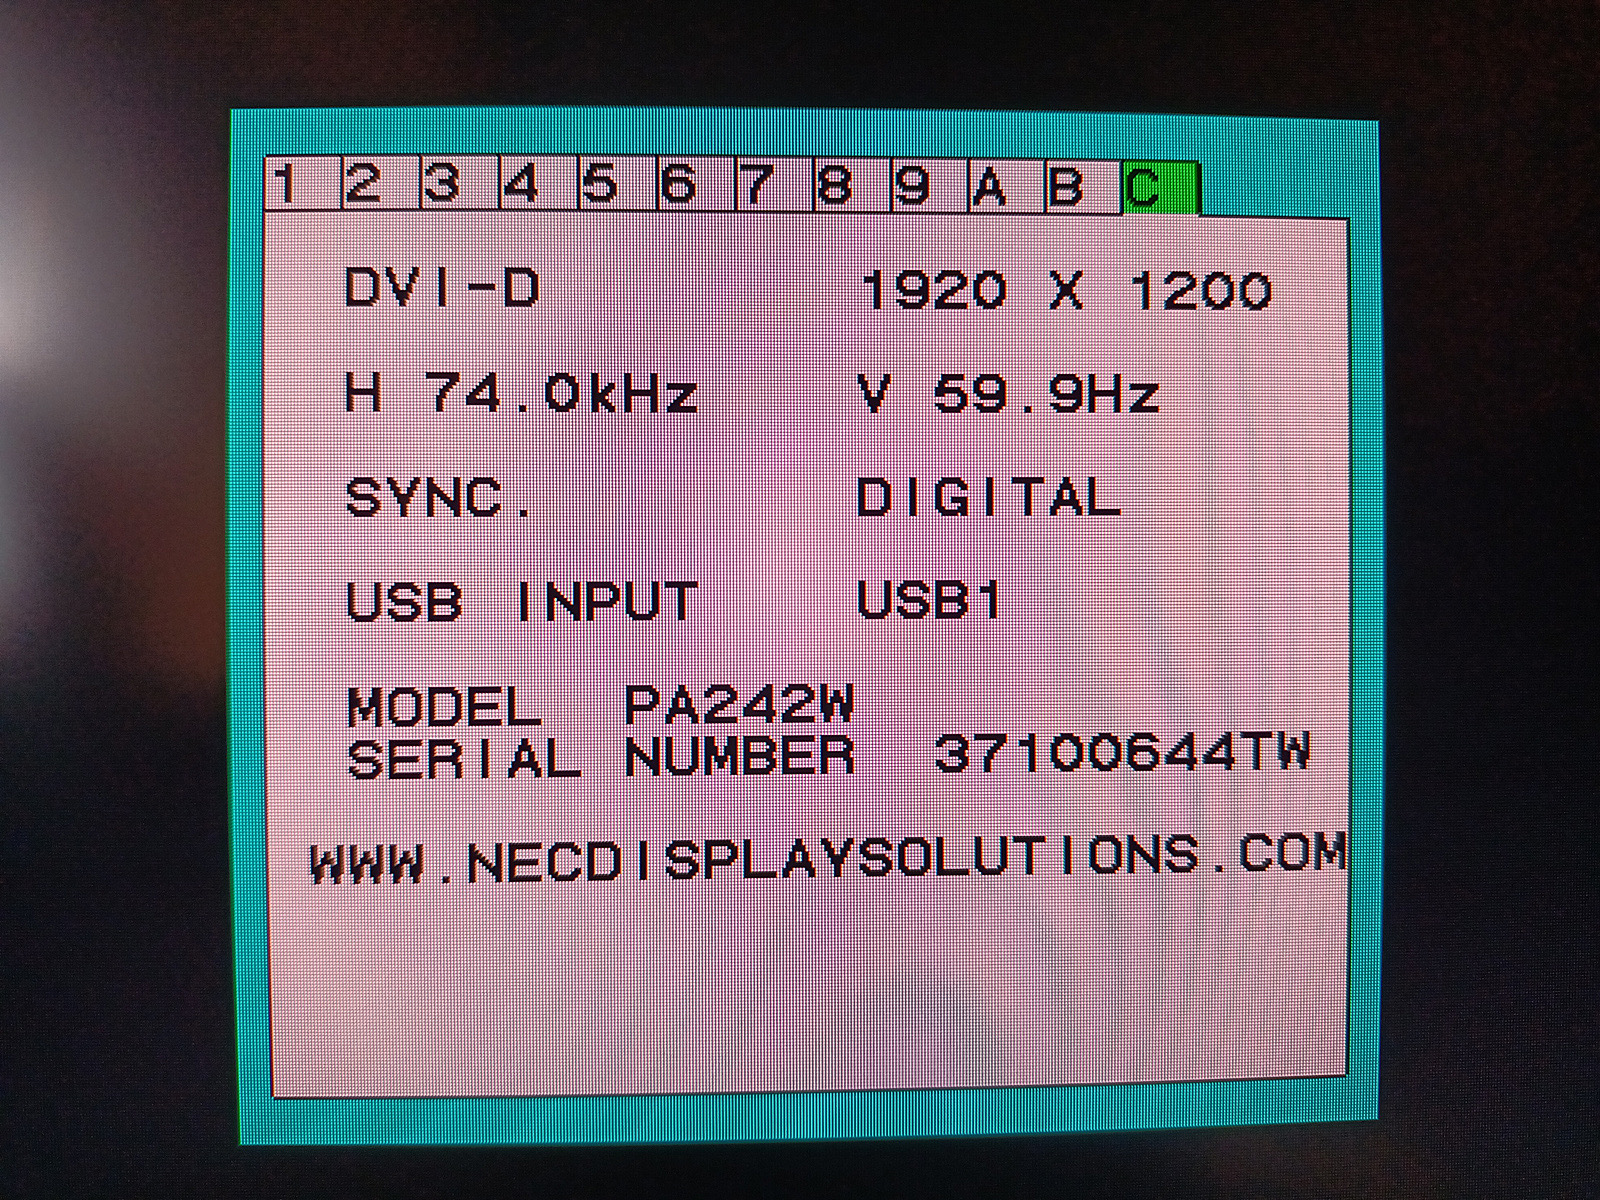 1 2 3 4 5 6 7 8 9 A B C
DVI-D 1920 X 1200
H 74.0kHz V 59.9Hz
SYNC. DIGITAL
USB INPUT USB1
MODEL PA242W
SERIAL NUMBER 37100644TW
WWW.NECDISPLAYSOLUTIONS.COM